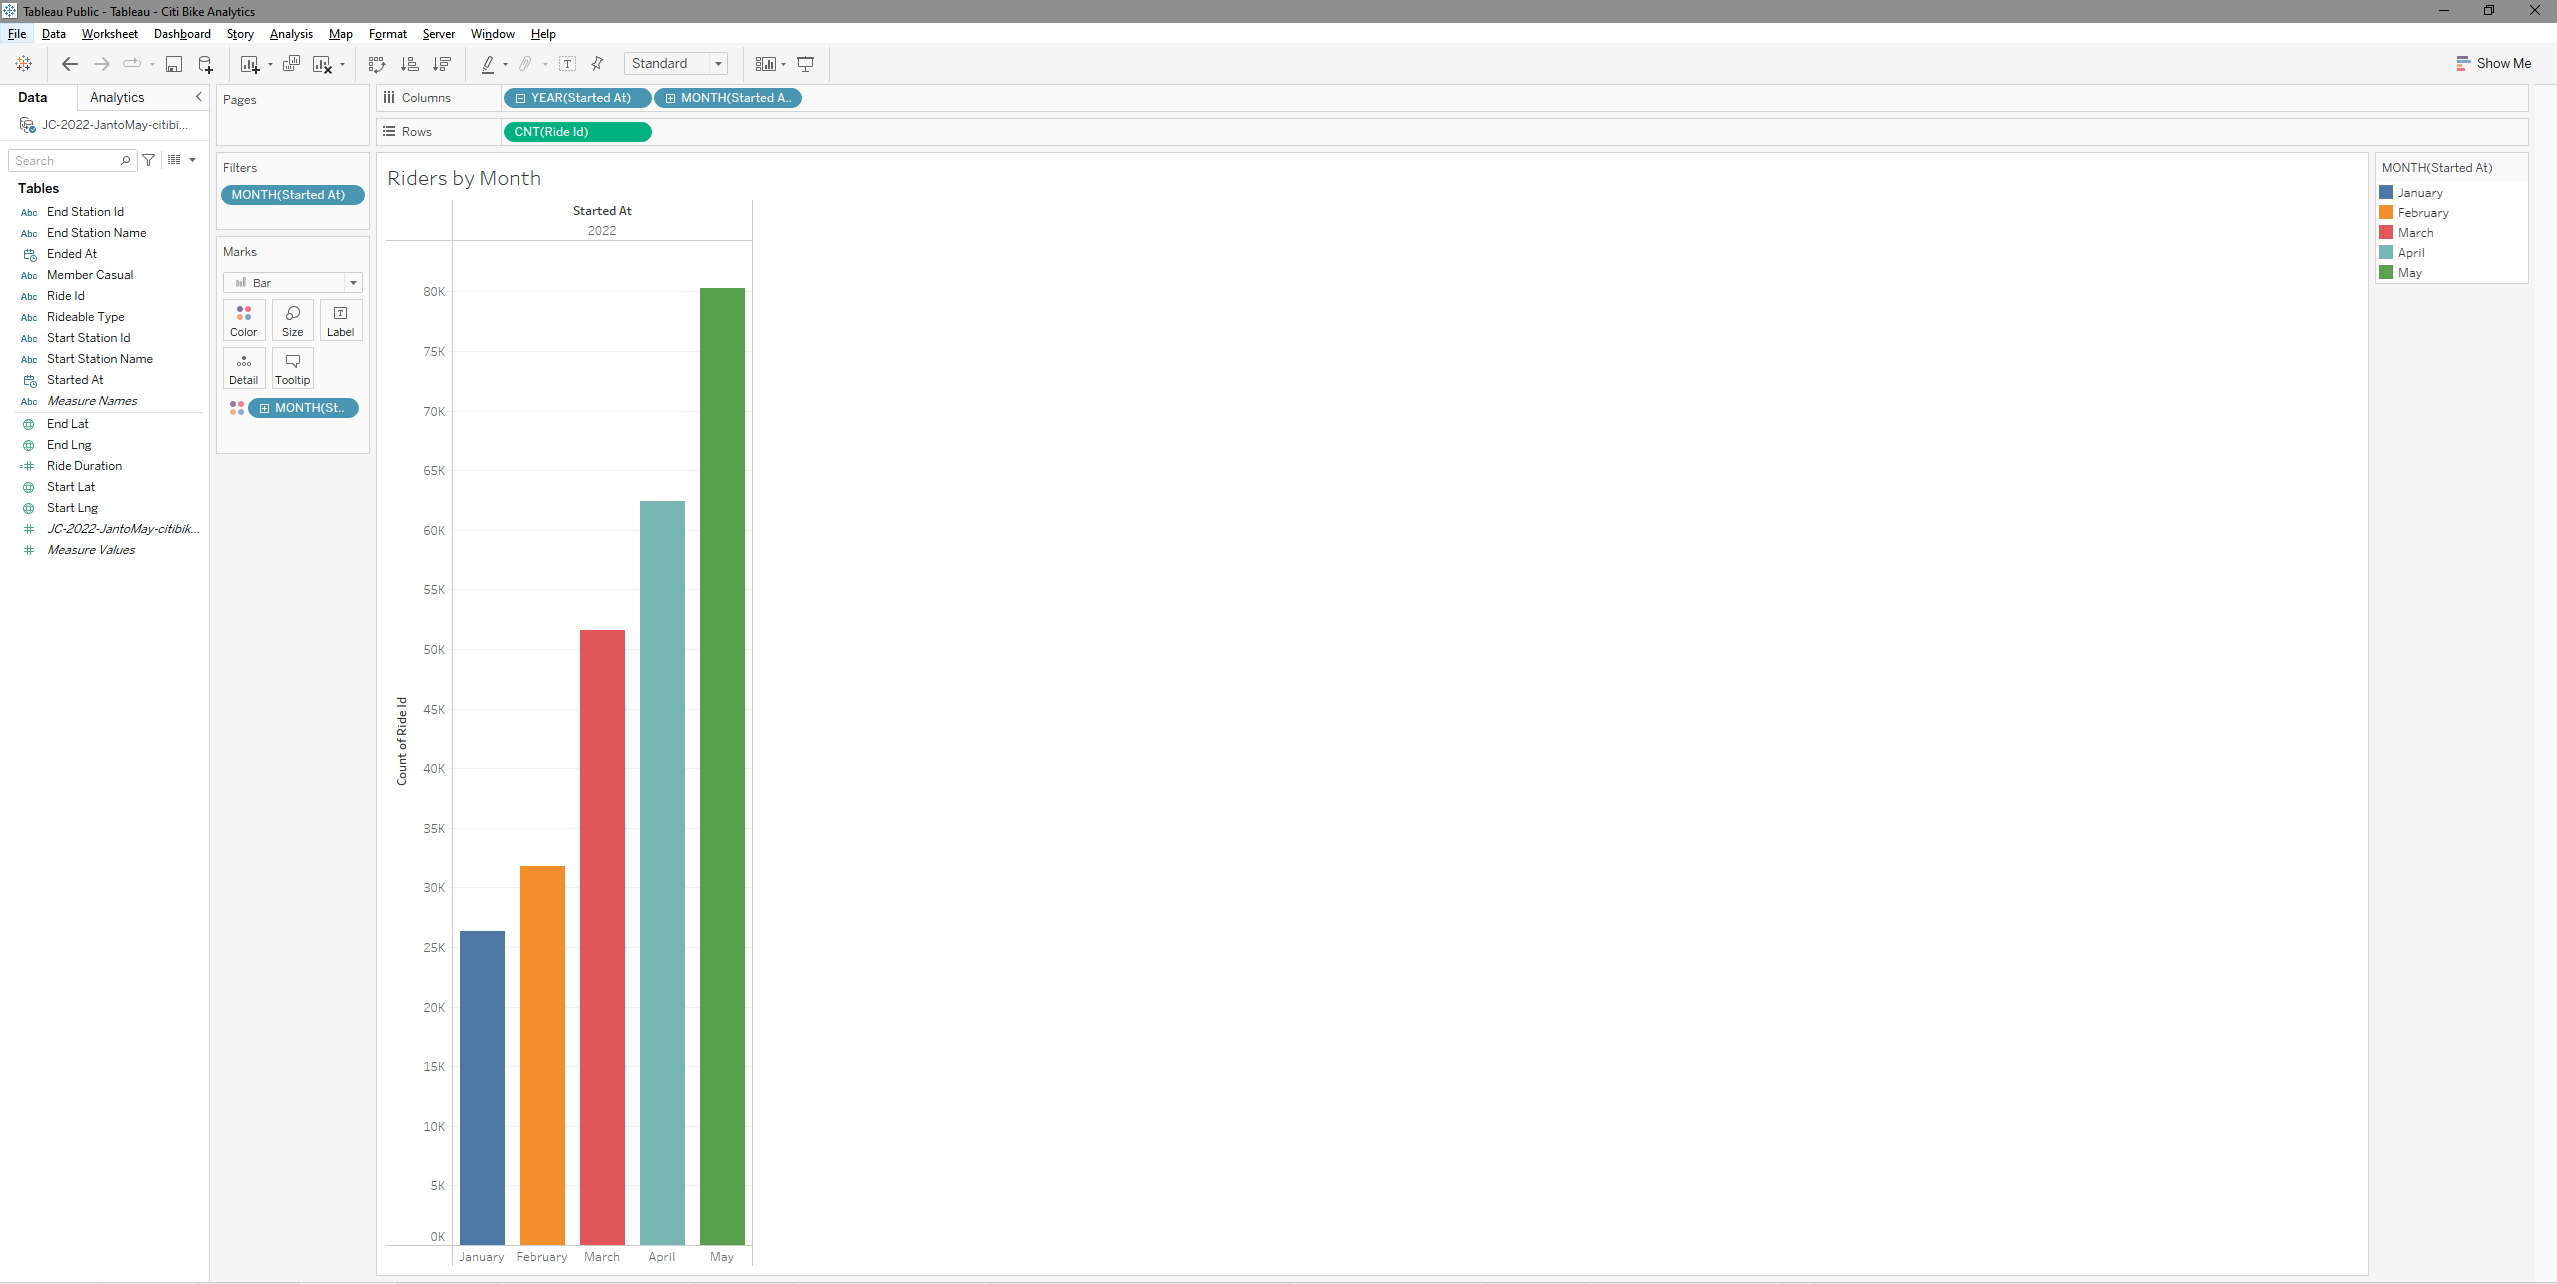 Tableau Public - Tableau - Citi Bike Analytics
File Data Worksheet Dashboard Story Analysis Map Format Server Window Help
Standard
Show Me
Data Analytics
JC-2022-JantoMay-citibi...
Search
Tables
Abc End Station Id
Abc End Station Name
Ended At
Abc Member Casual
Abc Ride Id
Abc Rideable Type
Abc Start Station Id
Abc Start Station Name
Started At
Abc Measure Names
End Lat
End Lng
Ride Duration
Start Lat
Start Lng
JC-2022-JantoMay-citibik...
Measure Values
Pages
Filters
MONTH(Started At)
Marks
Bar
Color Size Label
Detail Tooltip
MONTH(St..
Columns YEAR(Started At) MONTH(Started A..
Rows CNT(Ride Id)
Riders by Month
Started At
2022
80K
75K
70K
65K
60K
55K
50K
45K
40K
35K
30K
25K
20K
15K
10K
5K
0K
Count of Ride Id
January February March April May
MONTH(Started At)
January
February
March
April
May